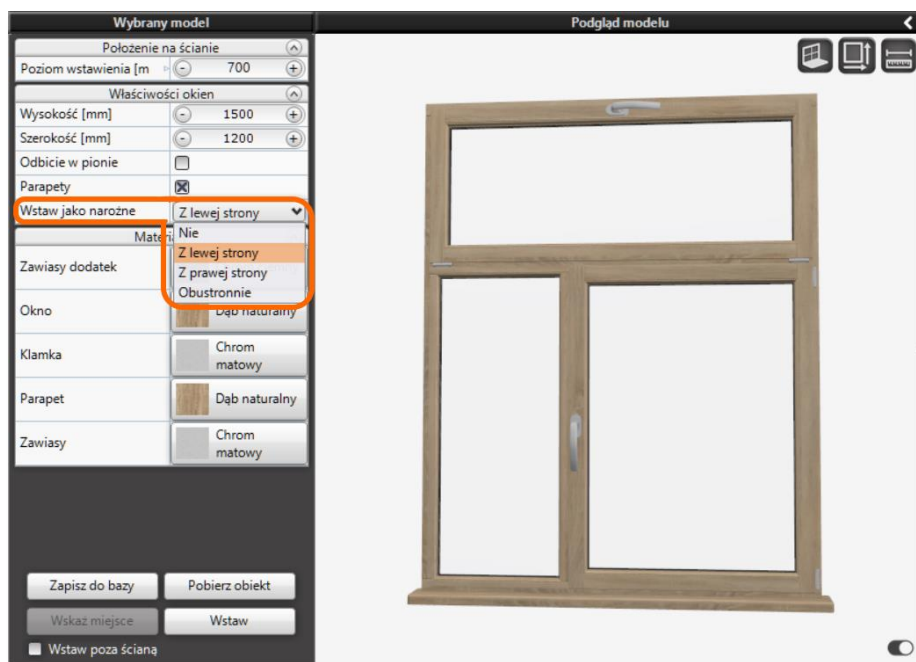 Wybrany model
Podgląd modelu
Położenie na ścianie
Poziom wstawienia [m
700
Właściwości okien
Wysokość [mm]
1500
Szerokość [mm]
1200
Odbicie w pionie
Parapety
Wstaw jako narożne
Z lewej strony
Nie
Z lewej strony
Z prawej strony
Obustronnie
Zawiasy dodatek
Okno
Dąb naturalny
Klamka
Chrom
matowy
Parapet
Dąb naturalny
Zawiasy
Chrom
matowy
Zapisz do bazy
Pobierz obiekt
Wskaż miejsce
Wstaw
Wstaw poza ścianą